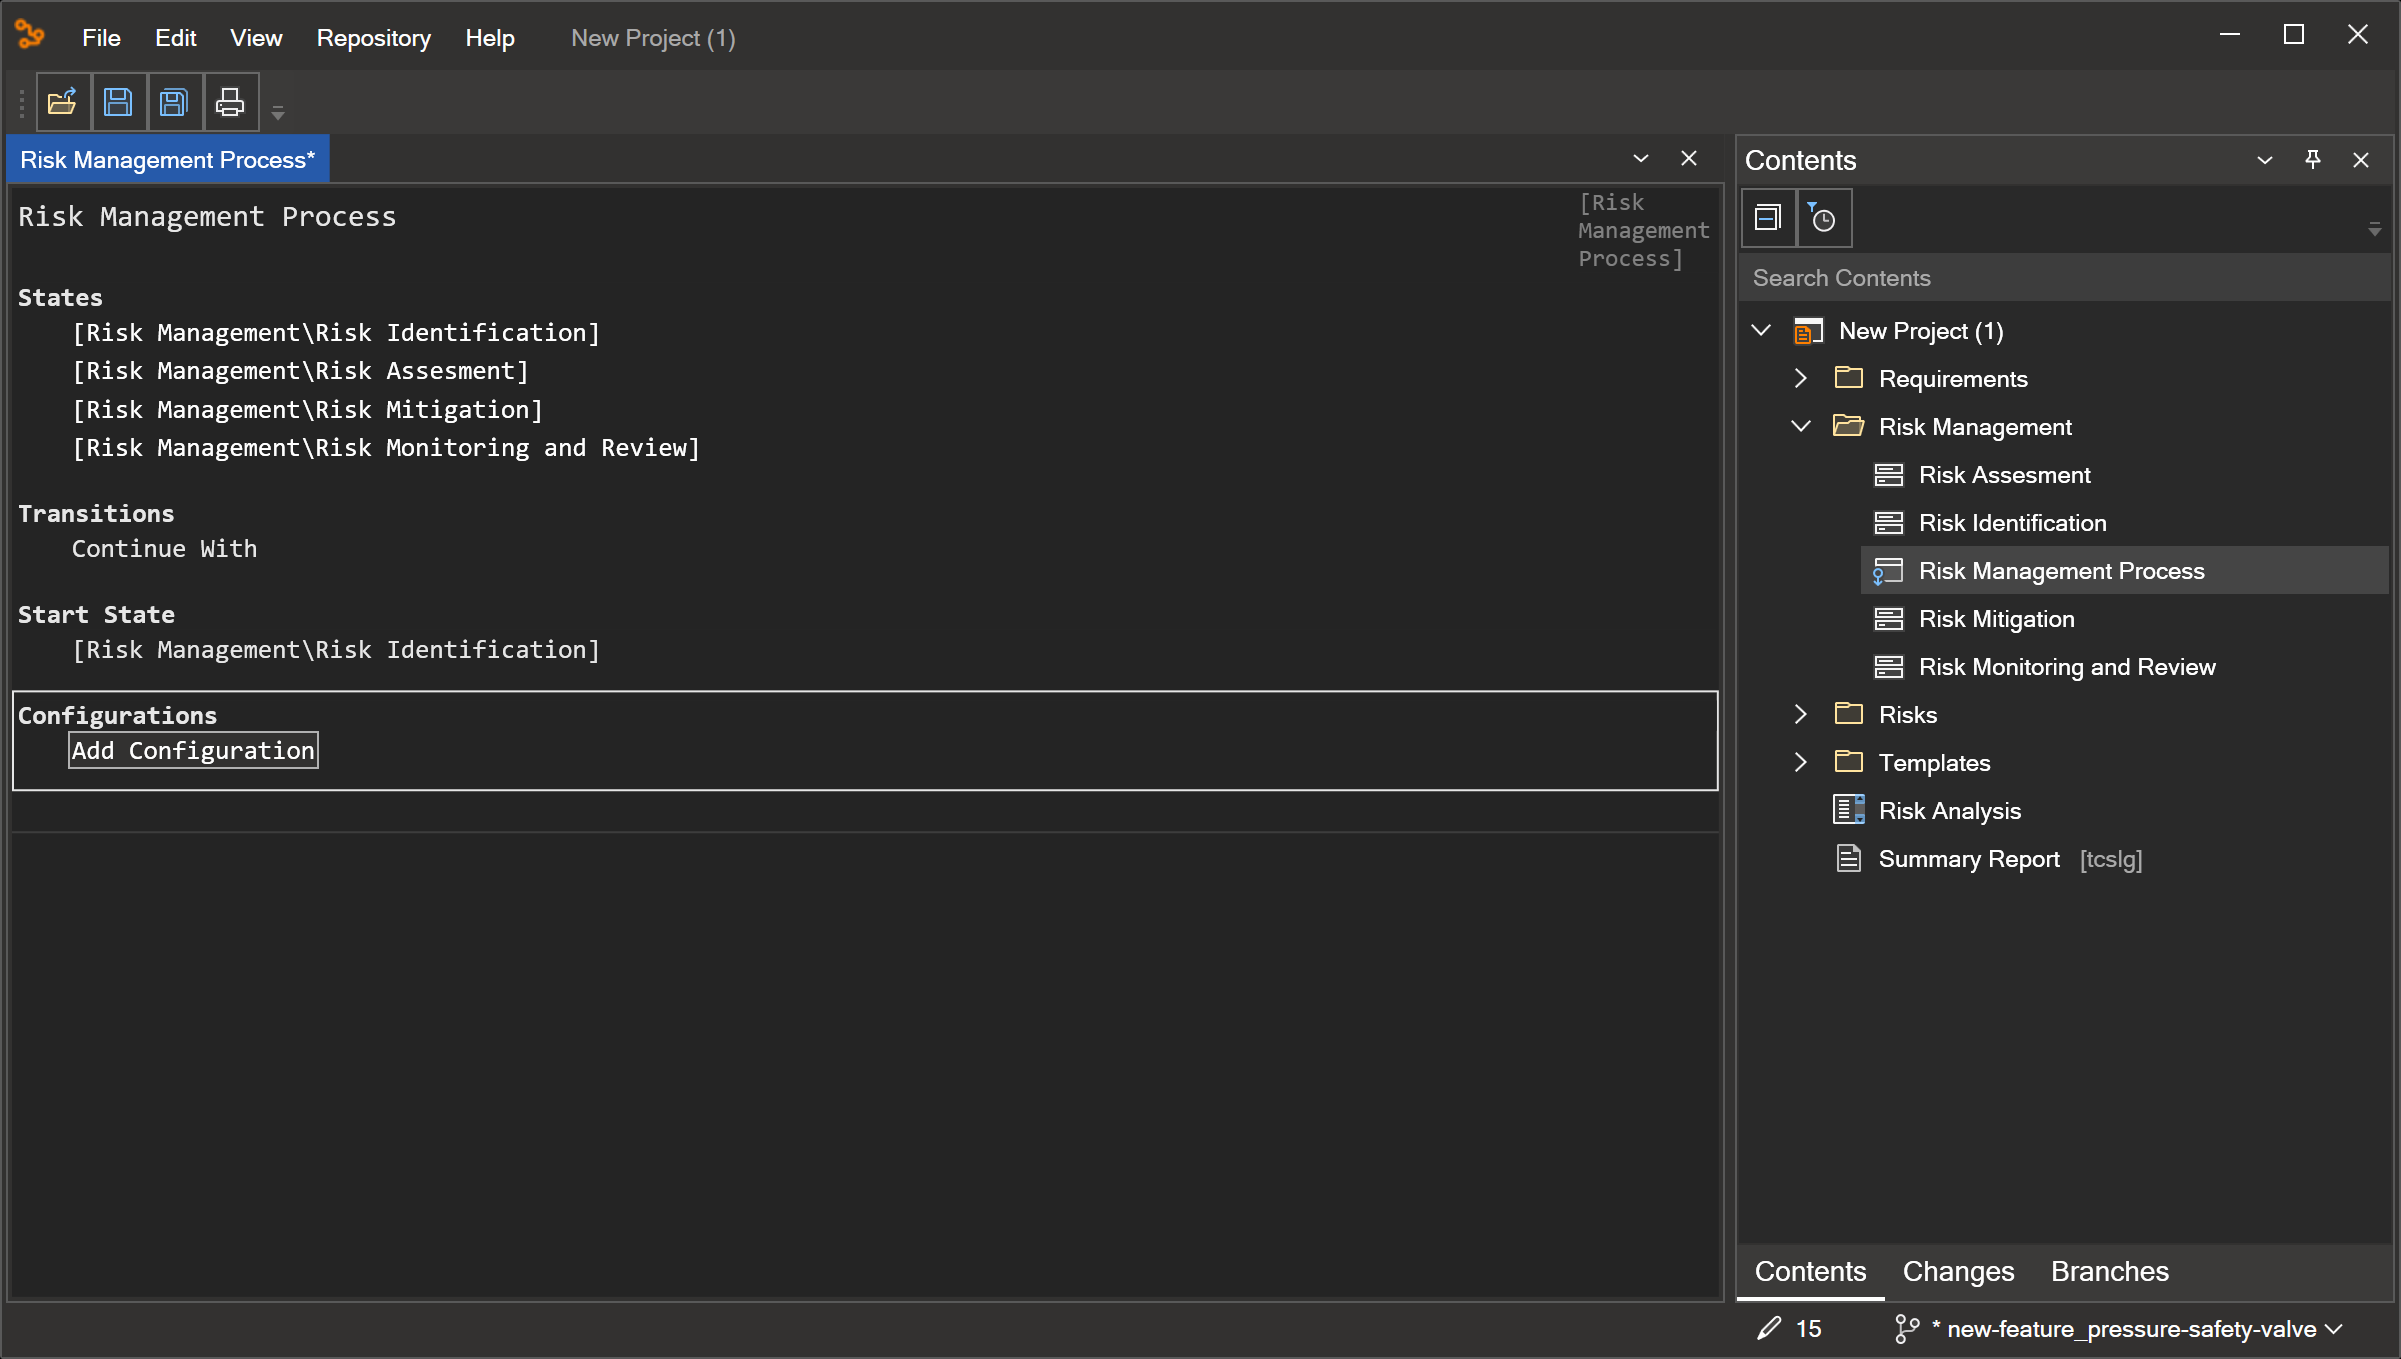 File Edit View Repository Help New Project (1)
Risk Management Process*
Risk Management Process
[Risk
Management
Process]
States
[Risk Management\Risk Identification]
[Risk Management\Risk Assesment]
[Risk Management\Risk Mitigation]
[Risk Management\Risk Monitoring and Review]
Transitions
Continue With
Start State
[Risk Management\Risk Identification]
Configurations
Add Configuration
Contents
Search Contents
New Project (1)
Requirements
Risk Management
Risk Assesment
Risk Identification
Risk Management Process
Risk Mitigation
Risk Monitoring and Review
Risks
Templates
Risk Analysis
Summary Report [tcslg]
Contents Changes Branches
15 * new-feature_pressure-safety-valve